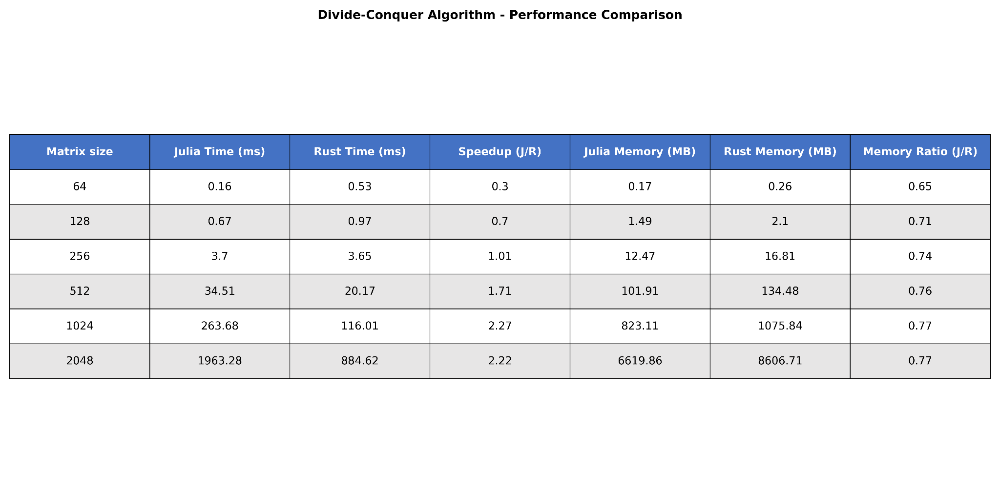 Divide-Conquer Algorithm - Performance Comparison
Matrix size Julia Time (ms) Rust Time (ms) Speedup (J/R) Julia Memory (MB) Rust Memory (MB) Memory Ratio (J/R)
64 0.16 0.53 0.3 0.17 0.26 0.65
128 0.67 0.97 0.7 1.49 2.1 0.71
256 3.7 3.65 1.01 12.47 16.81 0.74
512 34.51 20.17 1.71 101.91 134.48 0.76
1024 263.68 116.01 2.27 823.11 1075.84 0.77
2048 1963.28 884.62 2.22 6619.86 8606.71 0.77